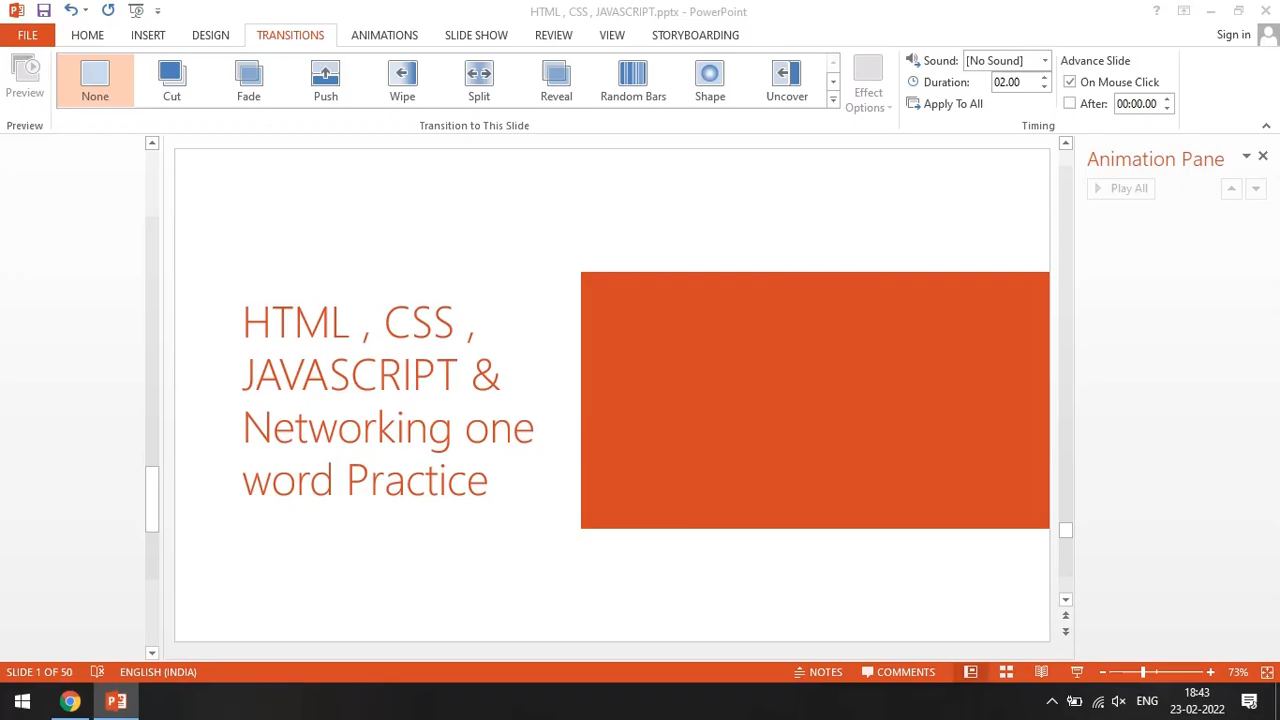 HTML , CSS , JAVASCRIPT.pptx - PowerPoint
?
FILE HOME INSERT DESIGN TRANSITIONS ANIMATIONS SLIDE SHOW REVIEW VIEW STORYBOARDING Sign in
Preview
None Cut Fade Push Wipe Split Reveal Random Bars Shape Uncover
Effect
Options
Sound: [No Sound]
Duration: 02.00
Apply To All
Advance Slide
On Mouse Click
After: 00:00.00
Preview Transition to This Slide Timing
Animation Pane
Play All
HTML , CSS ,
JAVASCRIPT &
Networking one
word Practice
SLIDE 1 OF 50 ENGLISH (INDIA) NOTES COMMENTS 73%
ENG
18:43
23-02-2022